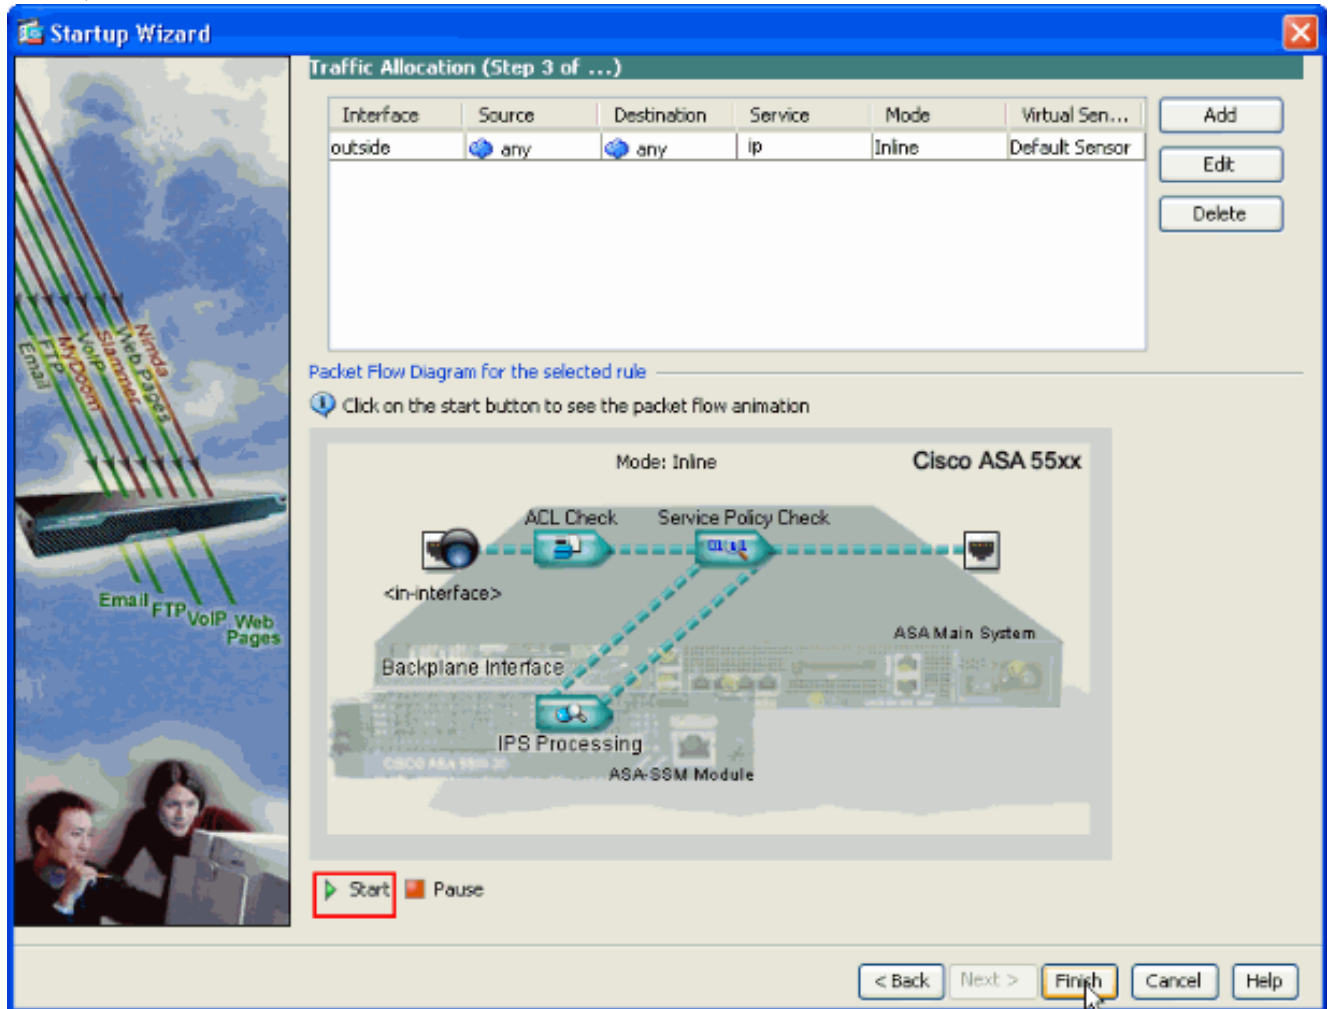 Startup Wizard
Traffic Allocation (Step 3 of ...)
Interface Source Destination Service Mode Virtual Sen...
outside any any ip Inline Default Sensor
Add
Edit
Delete
Nimda
Web Pages
Slammer
VoIP
MyDoom
FTP
Email
Email FTP VoIP Web Pages
Packet Flow Diagram for the selected rule
Click on the start button to see the packet flow animation
Mode: Inline
Cisco ASA 55xx
ACL Check
Service Policy Check
<in-interface>
ASA Main System
Backplane Interface
IPS Processing
ASA-SSM Module
Start
Pause
< Back
Next >
Finish
Cancel
Help